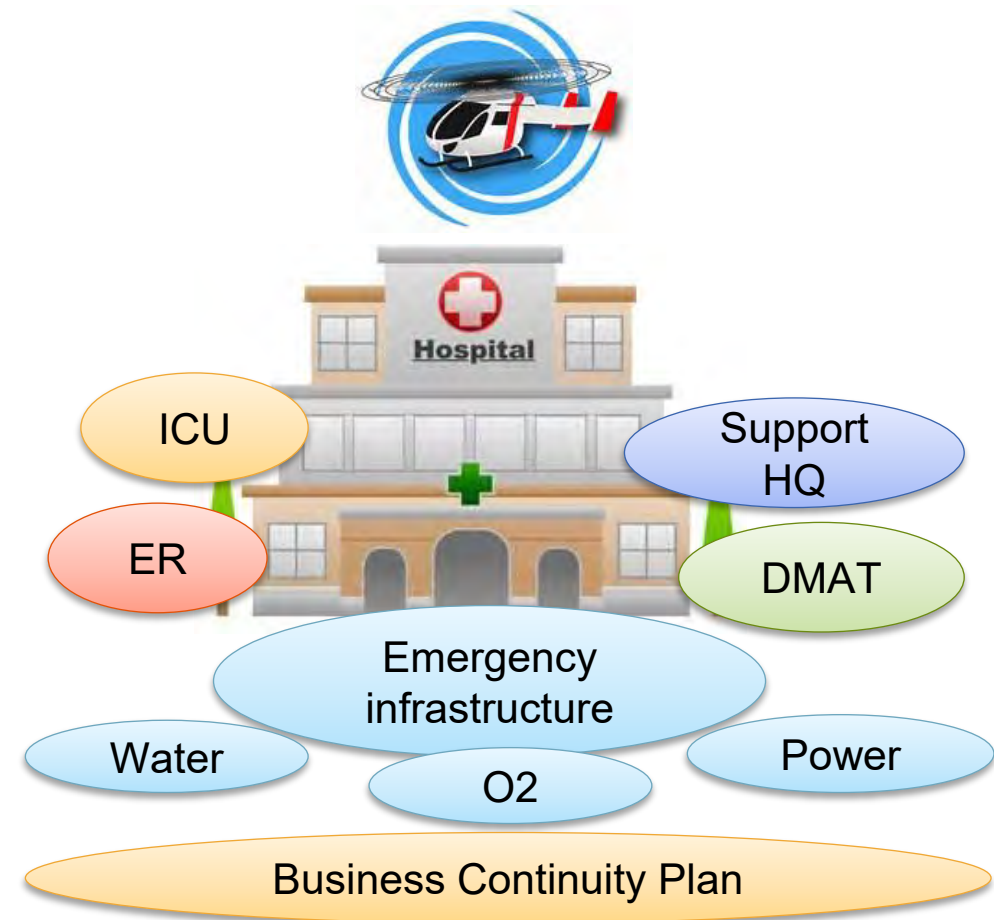 Hospital
ICU
Support
HQ
ER
DMAT
Emergency
infrastructure
Water
Power
O2
Business Continuity Plan